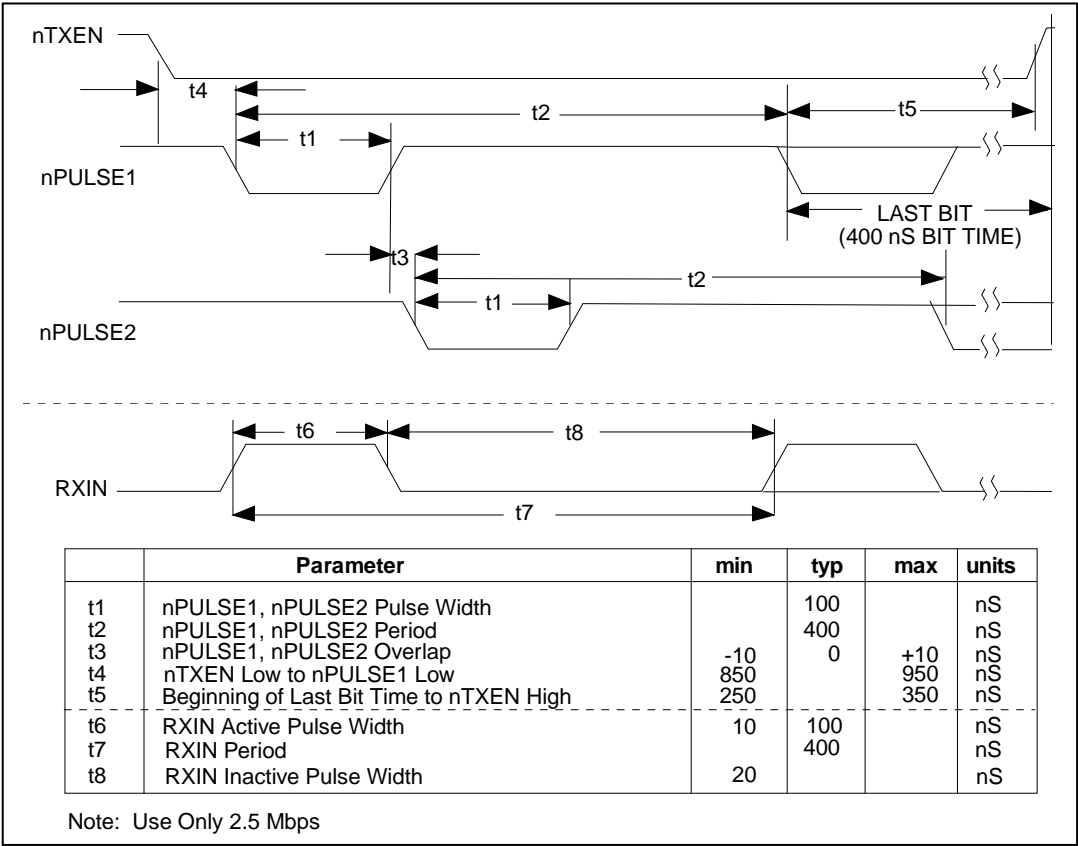 nTXEN
t4
t2
t5
t1
nPULSE1
LAST BIT
(400 nS BIT TIME)
t3
t2
t1
nPULSE2
t6
t8
RXIN
t7
Parameter min typ max units
t1 nPULSE1, nPULSE2 Pulse Width 100 nS
t2 nPULSE1, nPULSE2 Period 400 nS
t3 nPULSE1, nPULSE2 Overlap -10 0 +10 nS
t4 nTXEN Low to nPULSE1 Low 850 950 nS
t5 Beginning of Last Bit Time to nTXEN High 250 350 nS
t6 RXIN Active Pulse Width 10 100 nS
t7 RXIN Period 400 nS
t8 RXIN Inactive Pulse Width 20 nS
Note: Use Only 2.5 Mbps